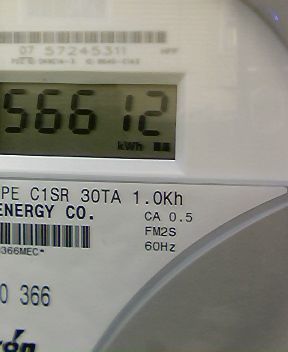 07 57245311
56612
kWh
PE C1SR 30TA 1.0Kh
ENERGY CO.
CA 0.5
FM2S
60Hz
366MEC*
0 366
rón